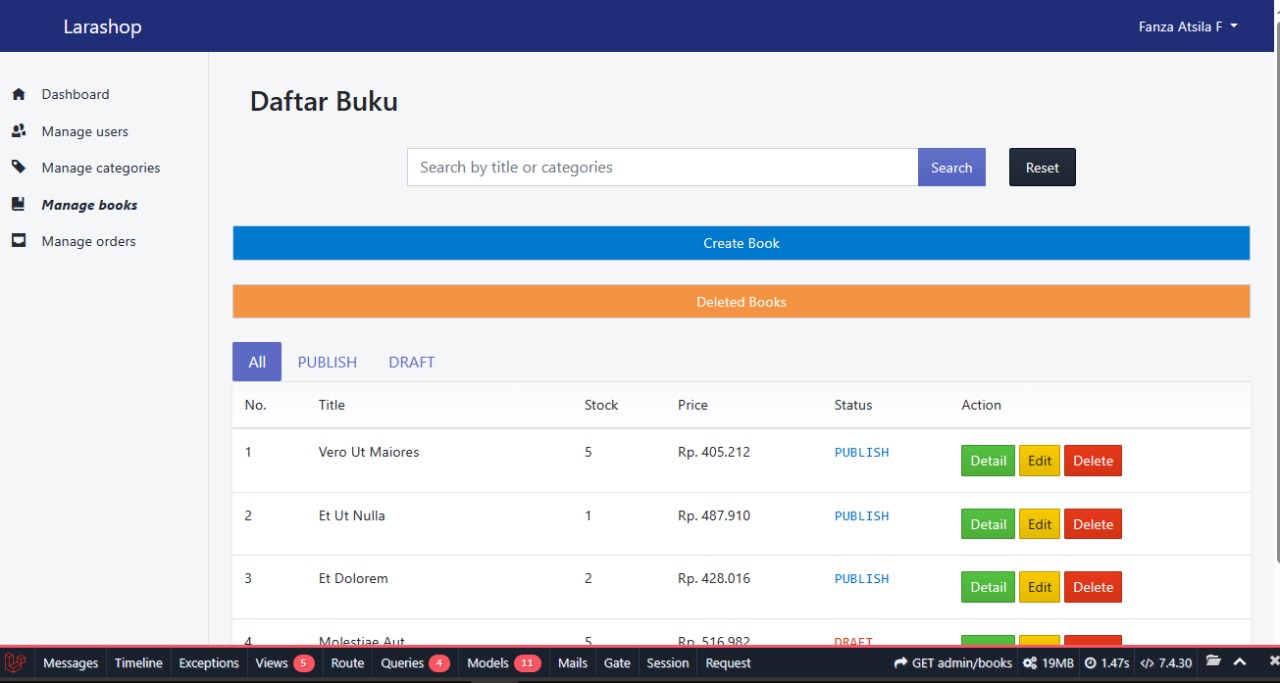 Larashop
Fanza Atsila F
Dashboard
Manage users
Manage categories
Manage books
Manage orders
Daftar Buku
Search by title or categories
Search
Reset
Create Book
Deleted Books
All PUBLISH DRAFT
No. Title Stock Price Status Action
1 Vero Ut Maiores 5 Rp. 405.212 PUBLISH Detail Edit Delete
2 Et Ut Nulla 1 Rp. 487.910 PUBLISH Detail Edit Delete
3 Et Dolorem 2 Rp. 428.016 PUBLISH Detail Edit Delete
4 Molestiae Aut 5 Rp. 516.982 DRAFT
Messages Timeline Exceptions Views 5 Route Queries 4 Models 11 Mails Gate Session Request GET admin/books 19MB 1.47s 7.4.30